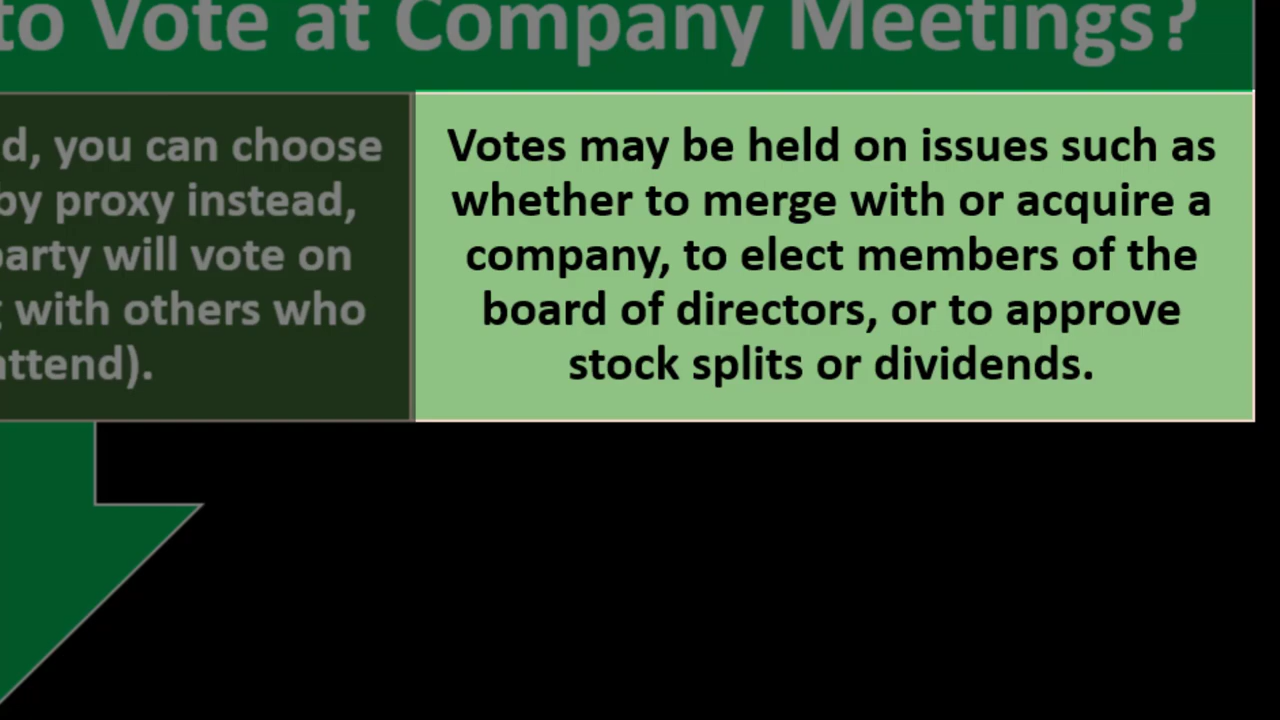 to Vote at Company Meetings?
d, you can choose
by proxy instead,
party will vote on
with others who
attend).
Votes may be held on issues such as
whether to merge with or acquire a
company, to elect members of the
board of directors, or to approve
stock splits or dividends.